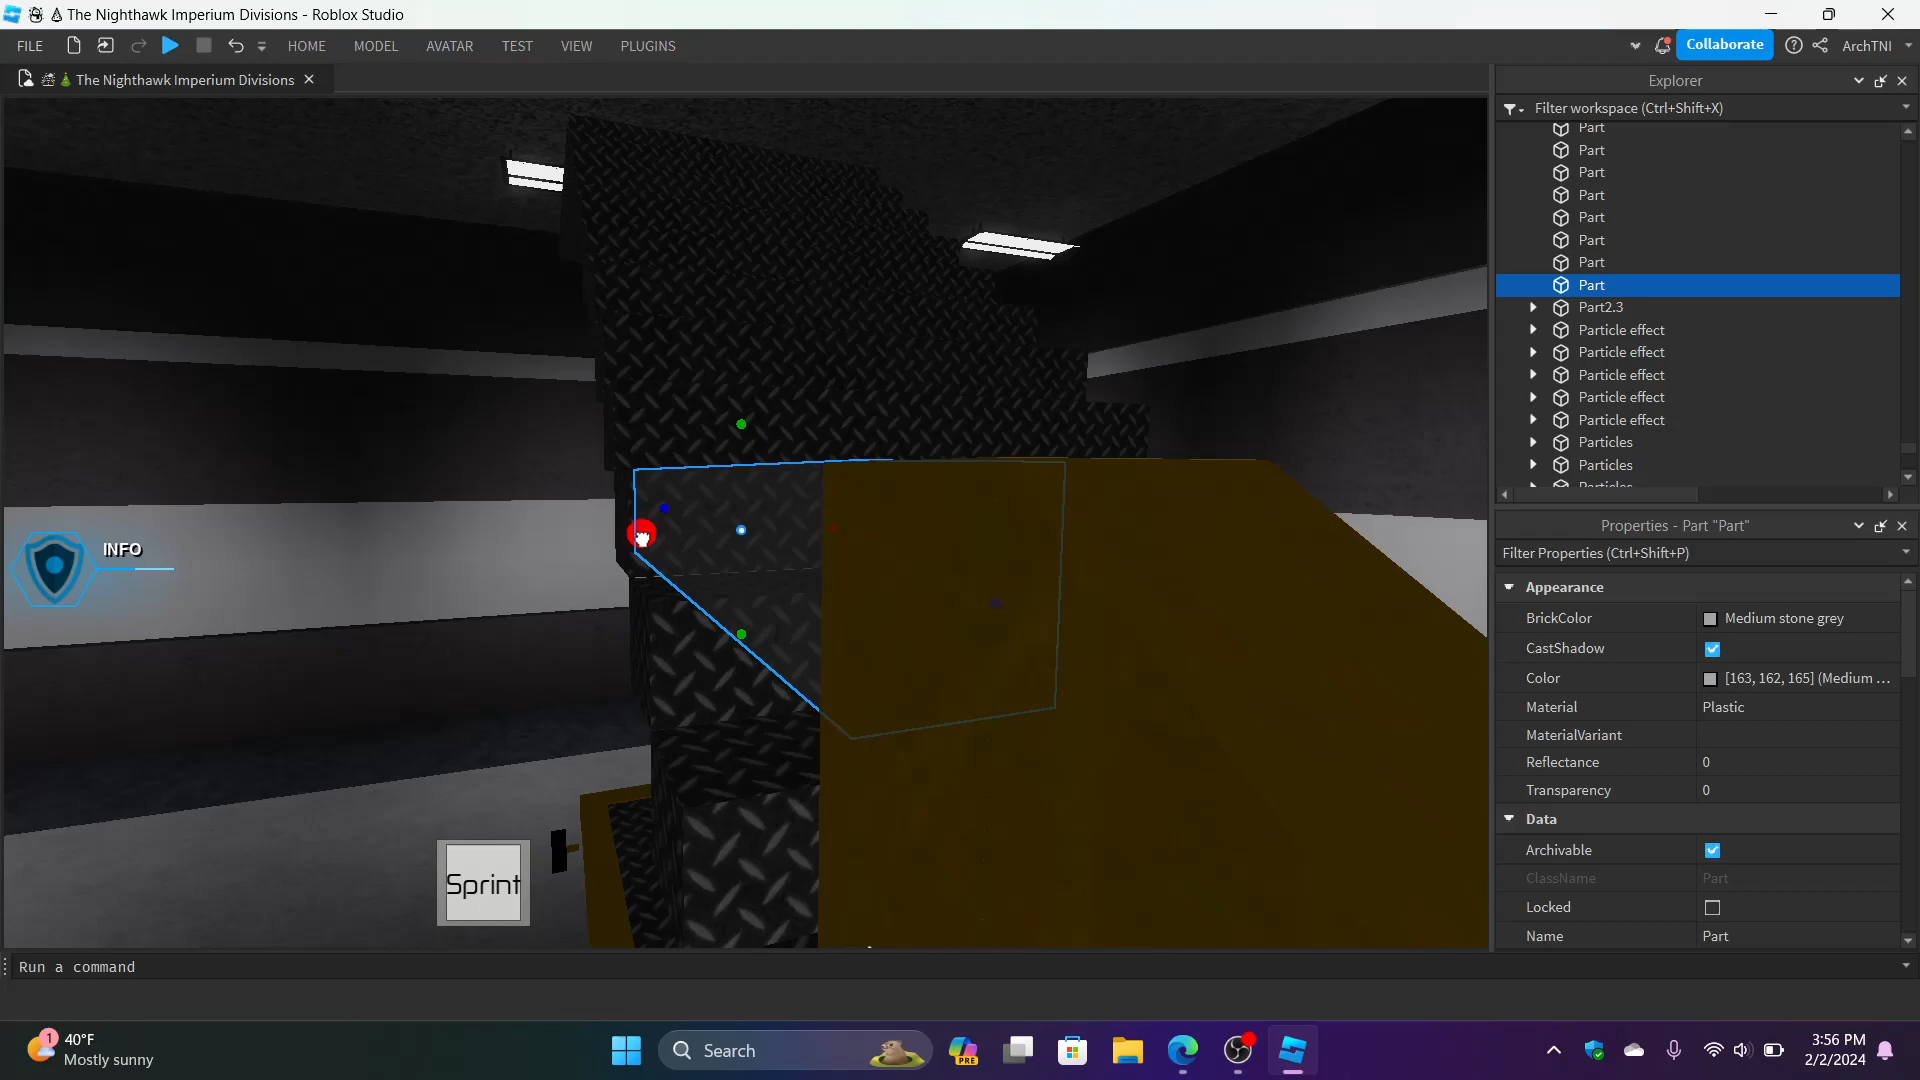 The Nighthawk Imperium Divisions - Roblox Studio
FILE
HOME
MODEL
AVATAR
TEST
VIEW
PLUGINS
Collaborate
ArchTNI
The Nighthawk Imperium Divisions
Explorer
Filter workspace (Ctrl+Shift+X)
Part
Part
Part
Part
Part
Part
Part
Part
Part2.3
Particle effect
Particle effect
Particle effect
Particle effect
Particle effect
Particles
Particles
Particles
INFO
Sprint
Properties - Part "Part"
Filter Properties (Ctrl+Shift+P)
Appearance
BrickColor Medium stone grey
CastShadow
Color [163, 162, 165] (Medium ...
Material Plastic
MaterialVariant
Reflectance 0
Transparency 0
Data
Archivable
ClassName Part
Locked
Name Part
Run a command
1
40°F
Mostly sunny
Search
PRE
3:56 PM
2/2/2024